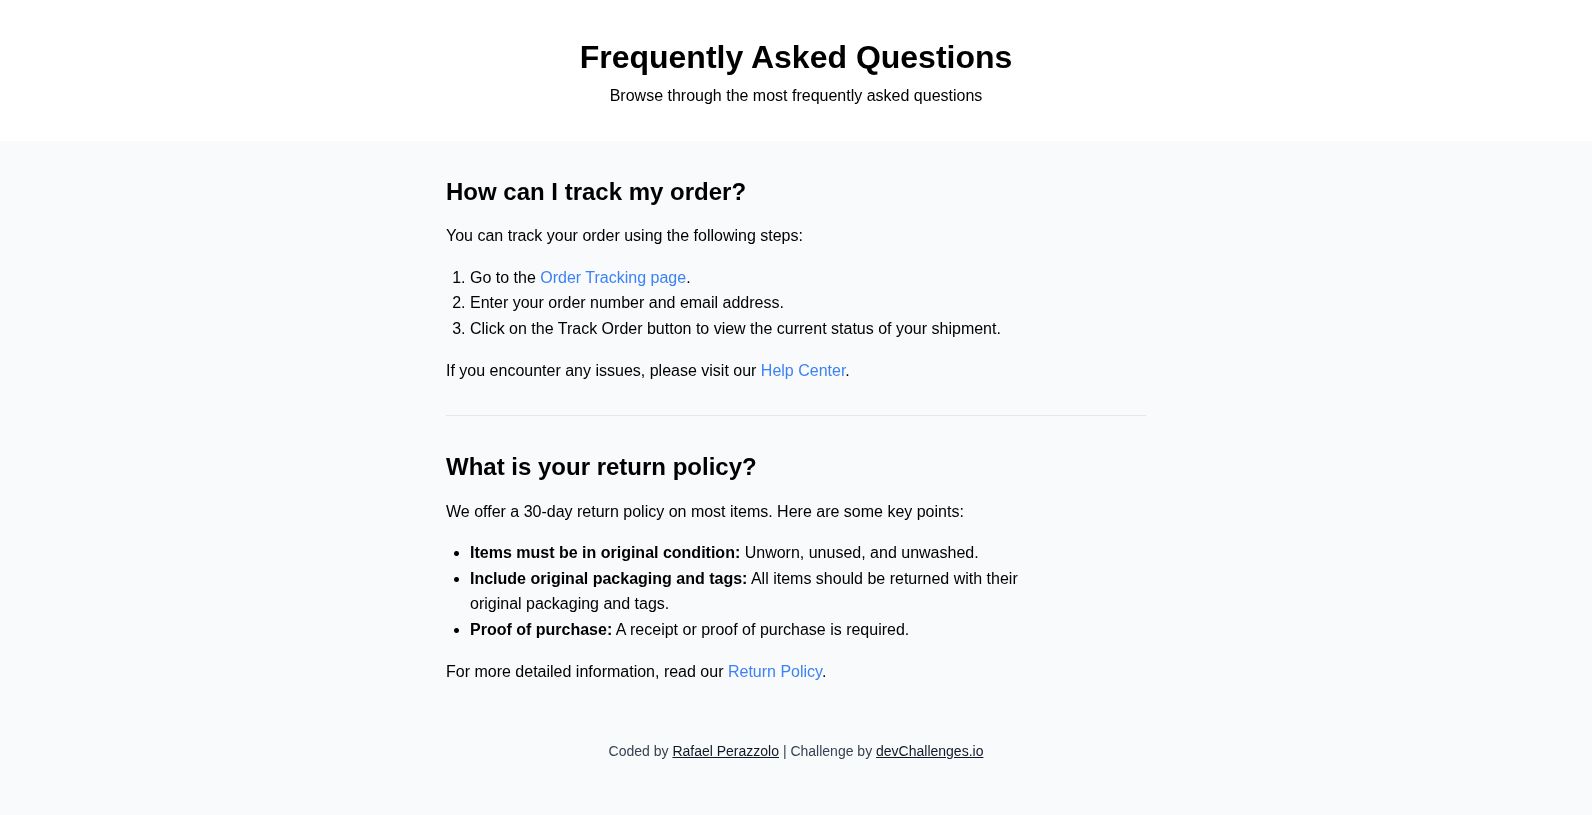 Frequently Asked Questions
Browse through the most frequently asked questions
How can I track my order?
You can track your order using the following steps:
1. Go to the Order Tracking page.
2. Enter your order number and email address.
3. Click on the Track Order button to view the current status of your shipment.
If you encounter any issues, please visit our Help Center.
What is your return policy?
We offer a 30-day return policy on most items. Here are some key points:
• Items must be in original condition: Unworn, unused, and unwashed.
• Include original packaging and tags: All items should be returned with their
original packaging and tags.
• Proof of purchase: A receipt or proof of purchase is required.
For more detailed information, read our Return Policy.
Coded by Rafael Perazzolo | Challenge by devChallenges.io